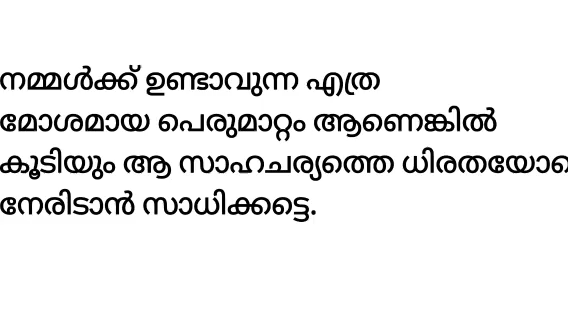 നമ്മൾക്ക് ഉണ്ടാവുന്ന എത്ര
മോശമായ പെരുമാറ്റം ആണെങ്കിൽ
കൂടിയും ആ സാഹചര്യത്തെ ധിരതയോ
നേരിടാൻ സാധിക്കട്ടെ.